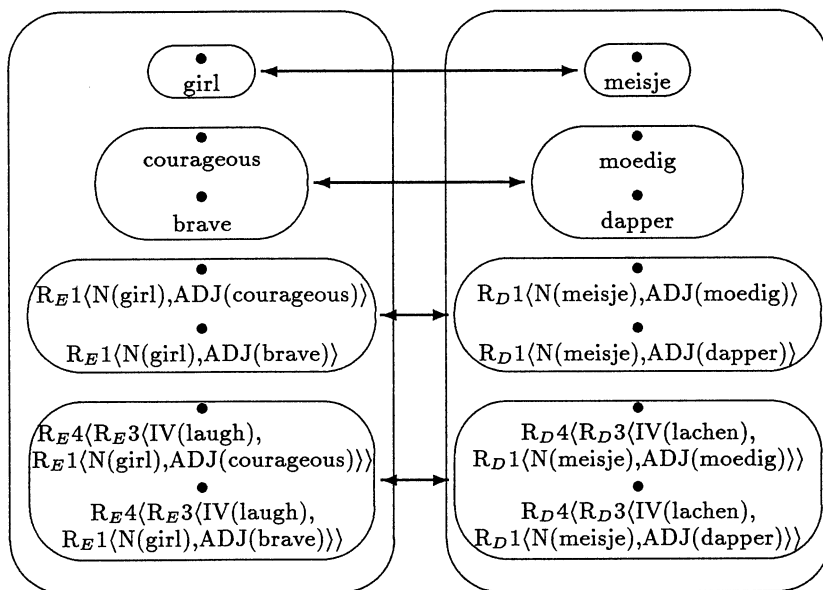 girl
meisje
courageous
brave
moedig
dapper
R_E1⟨N(girl),ADJ(courageous)⟩
R_E1⟨N(girl),ADJ(brave)⟩
R_D1⟨N(meisje),ADJ(moedig)⟩
R_D1⟨N(meisje),ADJ(dapper)⟩
R_E4⟨R_E3⟨IV(laugh),
R_E1⟨N(girl),ADJ(courageous)⟩⟩⟩
R_E4⟨R_E3⟨IV(laugh),
R_E1⟨N(girl),ADJ(brave)⟩⟩⟩
R_D4⟨R_D3⟨IV(lachen),
R_D1⟨N(meisje),ADJ(moedig)⟩⟩⟩
R_D4⟨R_D3⟨IV(lachen),
R_D1⟨N(meisje),ADJ(dapper)⟩⟩⟩